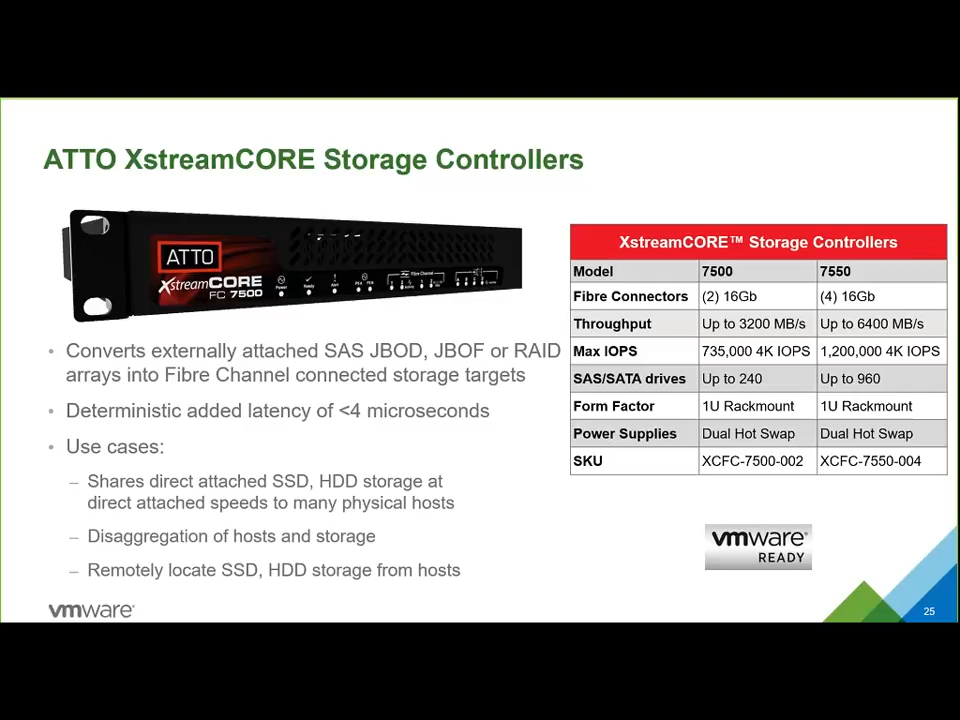 ATTO XstreamCORE Storage Controllers
ATTO
XstreamCORE
FC 7500
Power
Ready
Alert
Fibre Channel
Converts externally attached SAS JBOD, JBOF or RAID
arrays into Fibre Channel connected storage targets
Deterministic added latency of <4 microseconds
Use cases:
– Shares direct attached SSD, HDD storage at
direct attached speeds to many physical hosts
– Disaggregation of hosts and storage
– Remotely locate SSD, HDD storage from hosts
XstreamCORE™ Storage Controllers
Model 7500 7550
Fibre Connectors (2) 16Gb (4) 16Gb
Throughput Up to 3200 MB/s Up to 6400 MB/s
Max IOPS 735,000 4K IOPS 1,200,000 4K IOPS
SAS/SATA drives Up to 240 Up to 960
Form Factor 1U Rackmount 1U Rackmount
Power Supplies Dual Hot Swap Dual Hot Swap
SKU XCFC-7500-002 XCFC-7550-004
vmware®
READY
vmware®
25